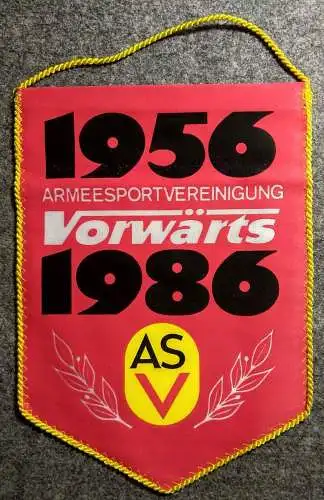 1956
ARMEESPORTVEREINIGUNG
Vorwärts
1986
AS
V